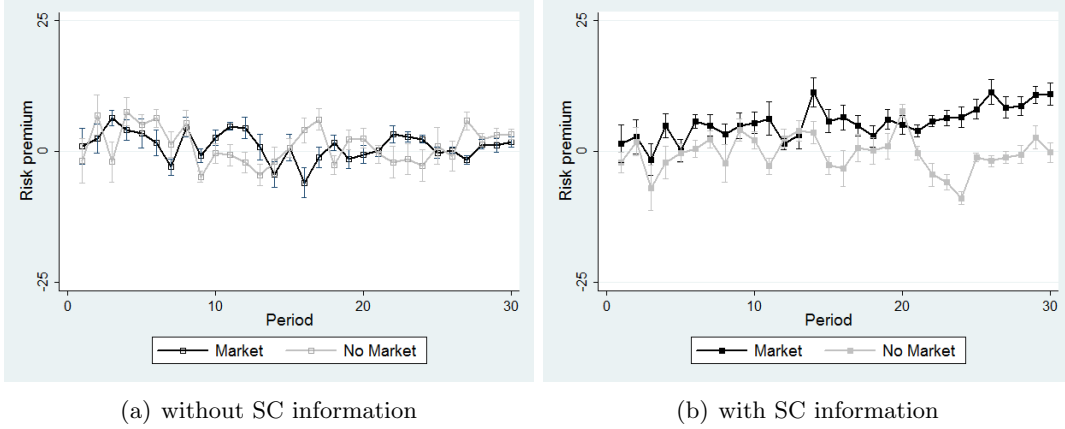 25
0
-25
Risk premium
0 10 20 30
Period
Market No Market
(a) without SC information
25
0
-25
Risk premium
0 10 20 30
Period
Market No Market
(b) with SC information